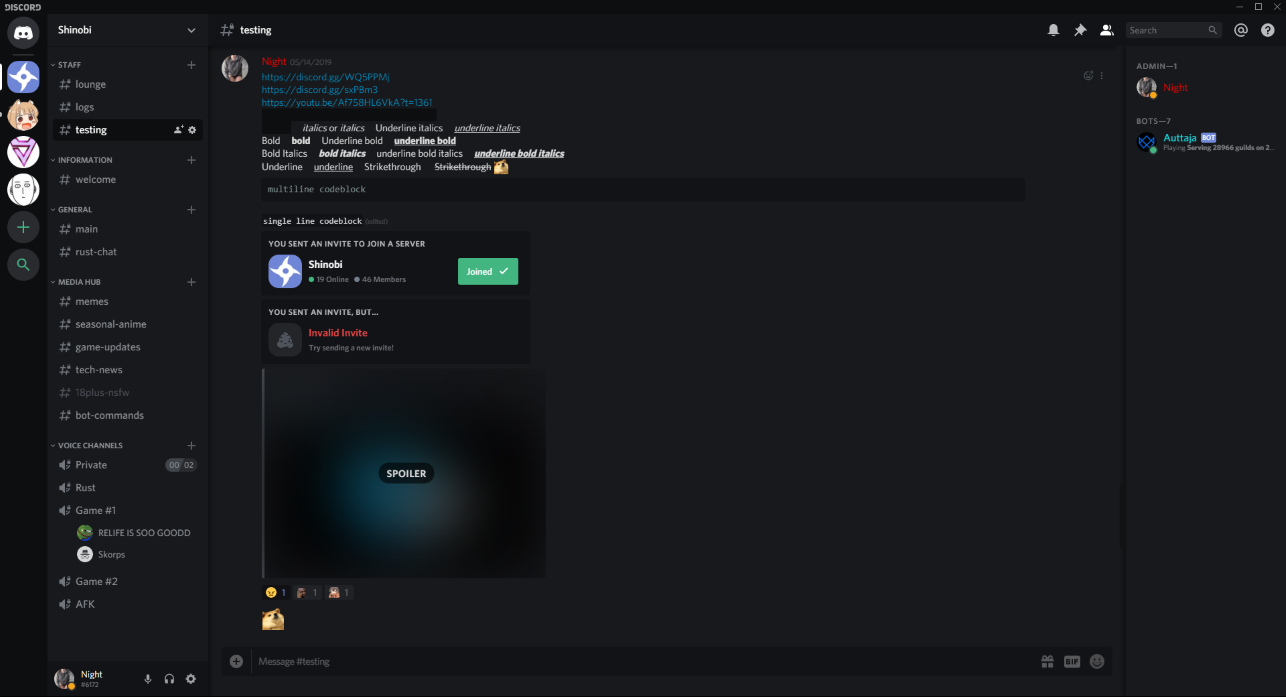 DISCORD
Shinobi
STAFF
lounge
logs
testing
INFORMATION
welcome
GENERAL
main
rust-chat
MEDIA HUB
memes
seasonal-anime
game-updates
tech-news
18plus-nsfw
bot-commands
VOICE CHANNELS
Private 00 02
Rust
Game #1
RELIFE IS SOO GOODD
Skorps
Game #2
AFK
Night
#6172
testing
Search
Night 05/14/2019
https://discord.gg/WQ5PPMj
https://discord.gg/sxPBm3
https://youtu.be/Af758HL6VkA?t=1361
italics or italics Underline italics underline italics
Bold bold Underline bold underline bold
Bold Italics bold italics underline bold italics underline bold italics
Underline underline Strikethrough Strikethrough
multiline codeblock
single line codeblock (edited)
YOU SENT AN INVITE TO JOIN A SERVER
Shinobi
19 Online 46 Members
Joined
YOU SENT AN INVITE, BUT...
Invalid Invite
Try sending a new invite!
SPOILER
1 1 1
Message #testing
GIF
ADMIN—1
Night
BOTS—7
Auttaja BOT
Playing Serving 28966 guilds on 2...